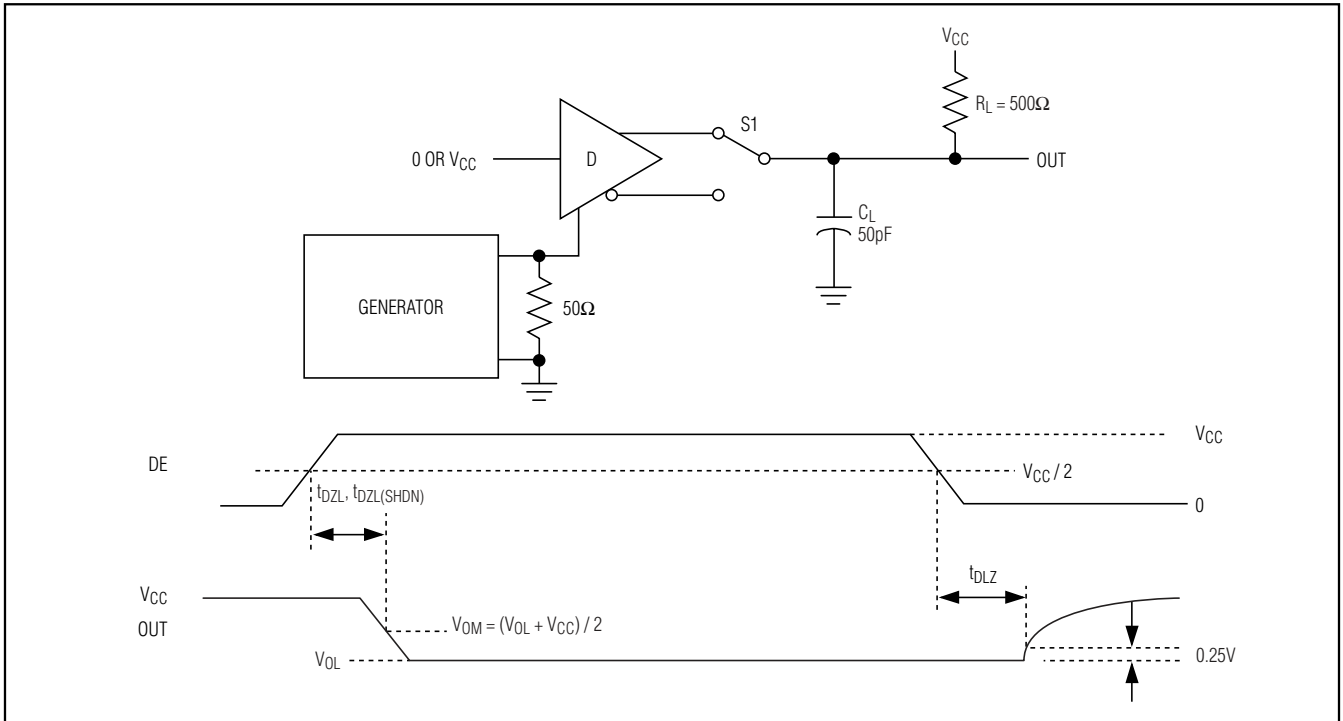 VCC
RL = 500Ω
S1
0 OR VCC
D
OUT
CL
50pF
GENERATOR
50Ω
VCC
DE
VCC / 2
tDZL, tDZL(SHDN)
0
tDLZ
VCC
OUT
VOM = (VOL + VCC) / 2
VOL
0.25V